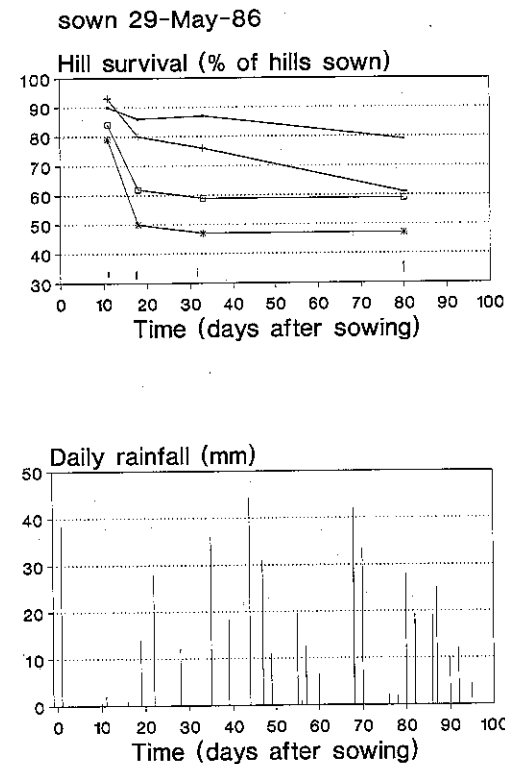 sown 29-May-86
Hill survival (% of hills sown)
100
90
80
70
60
50
40
30
0 10 20 30 40 50 60 70 80 90 100
Time (days after sowing)
Daily rainfall (mm)
50
40
30
20
10
0
0 10 20 30 40 50 60 70 80 90 100
Time (days after sowing)